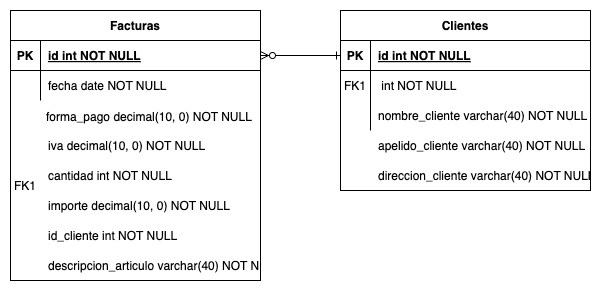 Facturas
PK id int NOT NULL
fecha date NOT NULL
forma_pago decimal(10, 0) NOT NULL
iva decimal(10, 0) NOT NULL
cantidad int NOT NULL
FK1
importe decimal(10, 0) NOT NULL
id_cliente int NOT NULL
descripcion_articulo varchar(40) NOT N
Clientes
PK id int NOT NULL
FK1 int NOT NULL
nombre_cliente varchar(40) NOT NULL
apelido_cliente varchar(40) NOT NULL
direccion_cliente varchar(40) NOT NULL